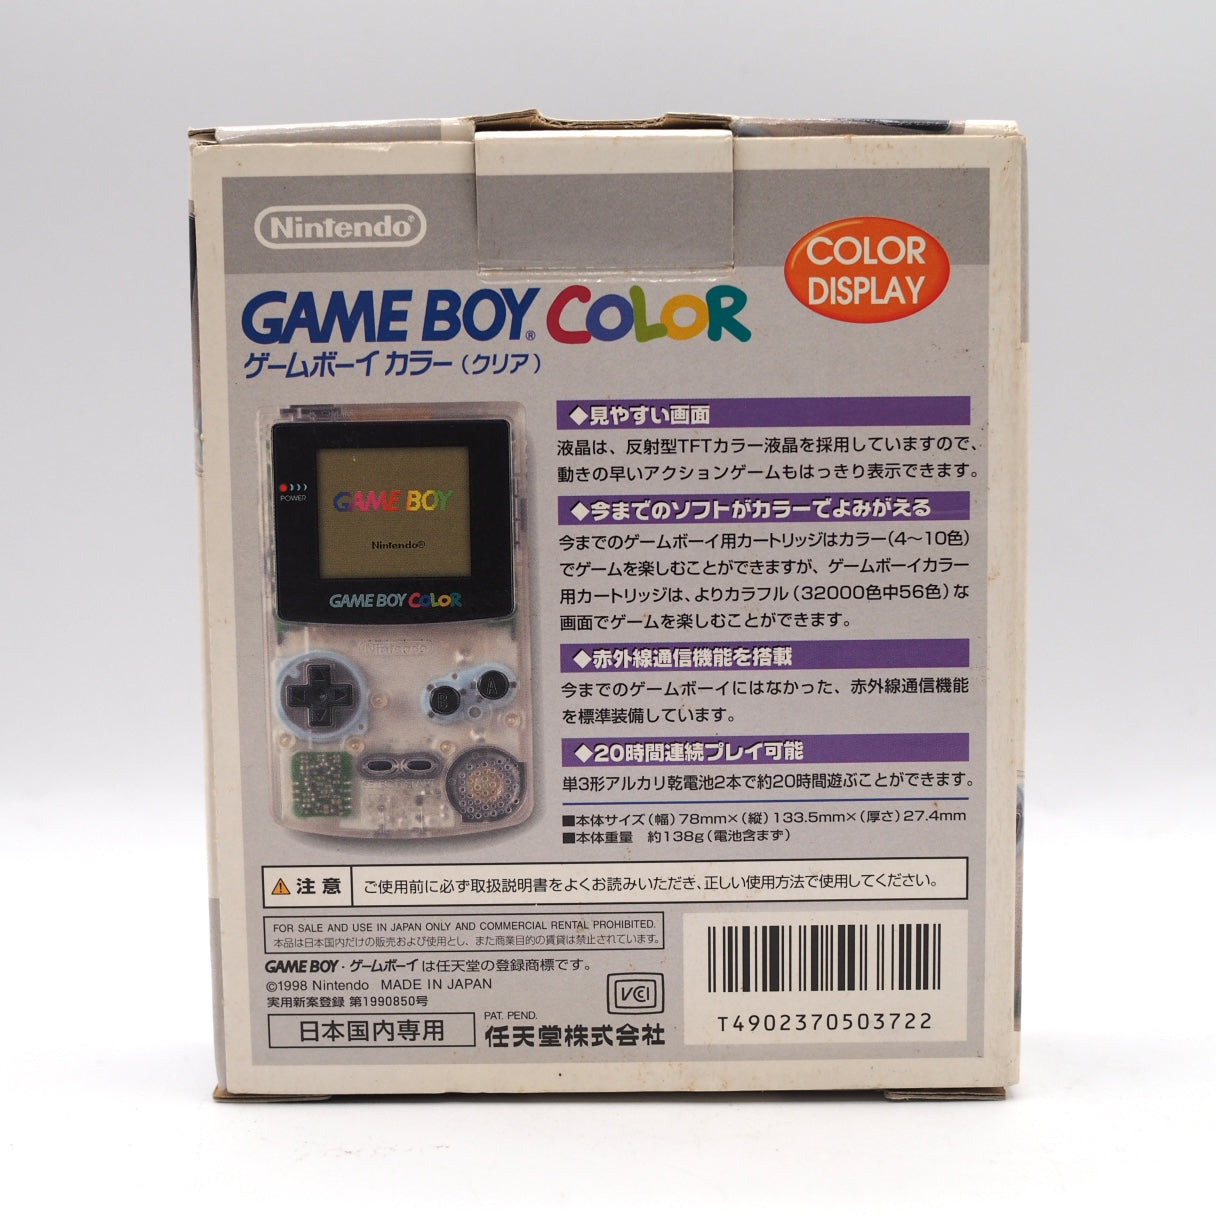 Nintendo®
COLOR
DISPLAY
GAME BOY® COLOR
ゲームボーイ カラー(クリア)
POWER
GAME BOY
Nintendo®
GAME BOY COLOR
Nintendo
B
A
◆見やすい画面
液晶は、反射型TFTカラー液晶を採用していますので、
動きの早いアクションゲームもはっきり表示できます。
◆今までのソフトがカラーでよみがえる
今までのゲームボーイ用カートリッジはカラー(4〜10色)
でゲームを楽しむことができますが、ゲームボーイカラー
用カートリッジは、よりカラフル(32000色中56色)な
画面でゲームを楽しむことができます。
◆赤外線通信機能を搭載
今までのゲームボーイにはなかった、赤外線通信機能
を標準装備しています。
◆20時間連続プレイ可能
単3形アルカリ乾電池2本で約20時間遊ぶことができます。
■本体サイズ(幅)78mm×(縦)133.5mm×(厚さ)27.4mm
■本体重量 約138g(電池含まず)
注意
ご使用前に必ず取扱説明書をよくお読みいただき、正しい使用方法で使用してください。
FOR SALE AND USE IN JAPAN ONLY AND COMMERCIAL RENTAL PROHIBITED.
本品は日本国内だけの販売および使用とし、また商業目的の賃貸は禁止されています。
GAME BOY・ゲームボーイは任天堂の登録商標です。
©1998 Nintendo MADE IN JAPAN
実用新案登録 第1990850号
日本国内専用
PAT. PEND.
任天堂株式会社
VCI
T4902370503722